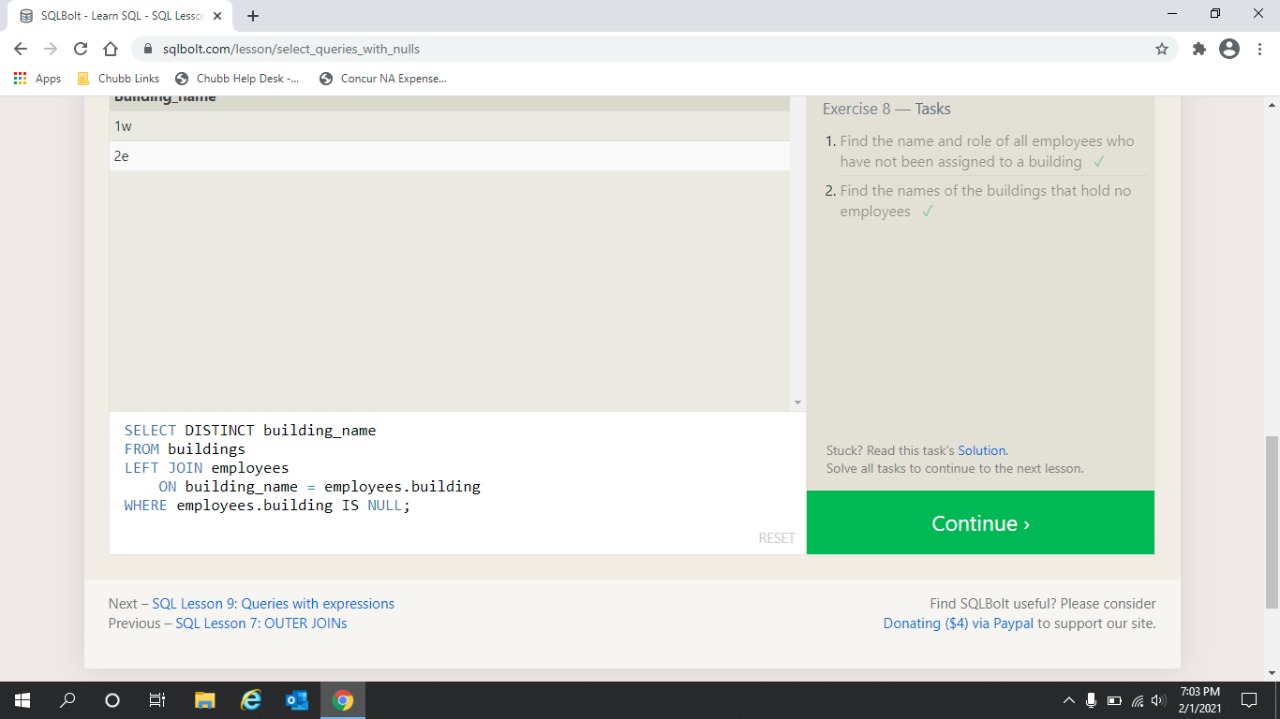 SQLBolt - Learn SQL - SQL Lesso
sqlbolt.com/lesson/select_queries_with_nulls
Apps
Chubb Links
Chubb Help Desk -...
Concur NA Expense...
Building_name
1w
2e
SELECT DISTINCT building_name
FROM buildings
LEFT JOIN employees
ON building_name = employees.building
WHERE employees.building IS NULL;
RESET
Exercise 8 — Tasks
1. Find the name and role of all employees who
have not been assigned to a building ✓
2. Find the names of the buildings that hold no
employees ✓
Stuck? Read this task's Solution.
Solve all tasks to continue to the next lesson.
Continue ›
Next – SQL Lesson 9: Queries with expressions
Previous – SQL Lesson 7: OUTER JOINs
Find SQLBolt useful? Please consider
Donating ($4) via Paypal to support our site.
7:03 PM
2/1/2021